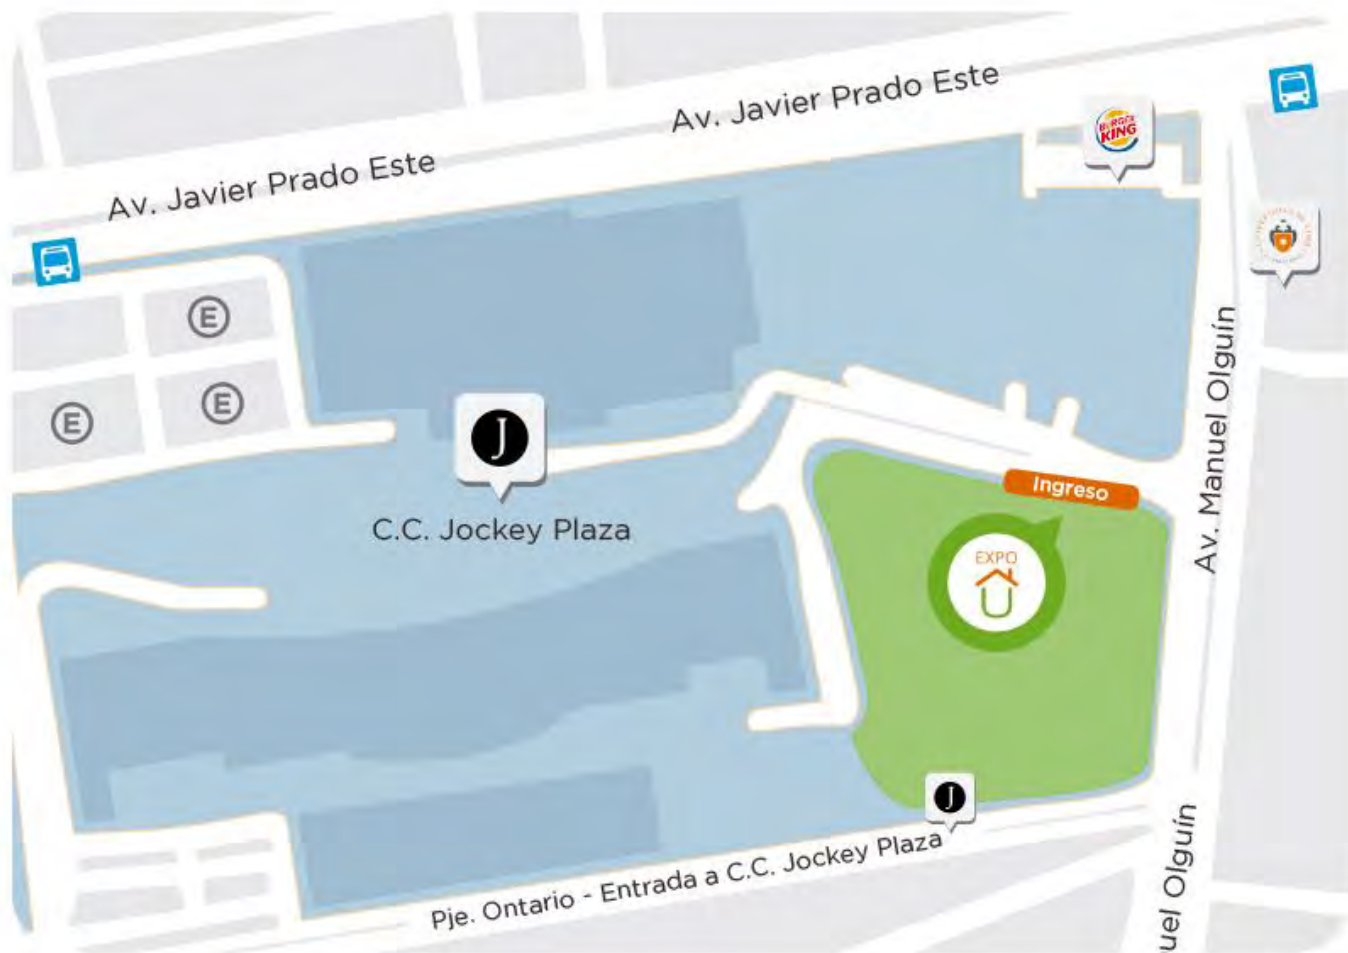 Av. Javier Prado Este
Av. Javier Prado Este
BURGER
KING
E
E
E
J
C.C. Jockey Plaza
Av. Manuel Olguín
Ingreso
EXPO
J
Pje. Ontario - Entrada a C.C. Jockey Plaza
uel Olguín